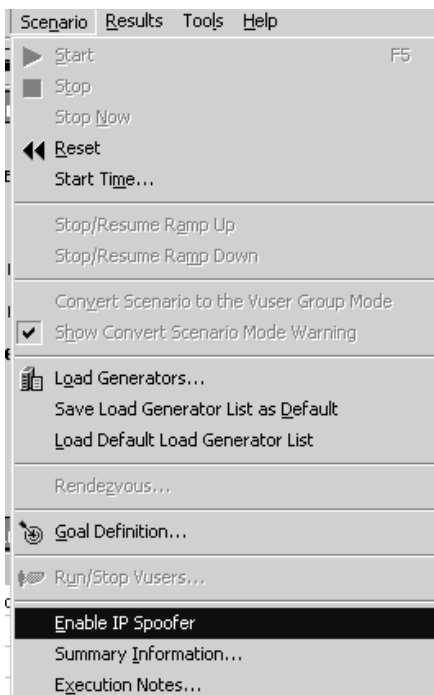 Scenario Results Tools Help
Start F5
Stop
Stop Now
Reset
Start Time...
Stop/Resume Ramp Up
Stop/Resume Ramp Down
Convert Scenario to the Vuser Group Mode
Show Convert Scenario Mode Warning
Load Generators...
Save Load Generator List as Default
Load Default Load Generator List
Rendezvous...
Goal Definition...
Run/Stop Vusers...
Enable IP Spoofer
Summary Information...
Execution Notes...